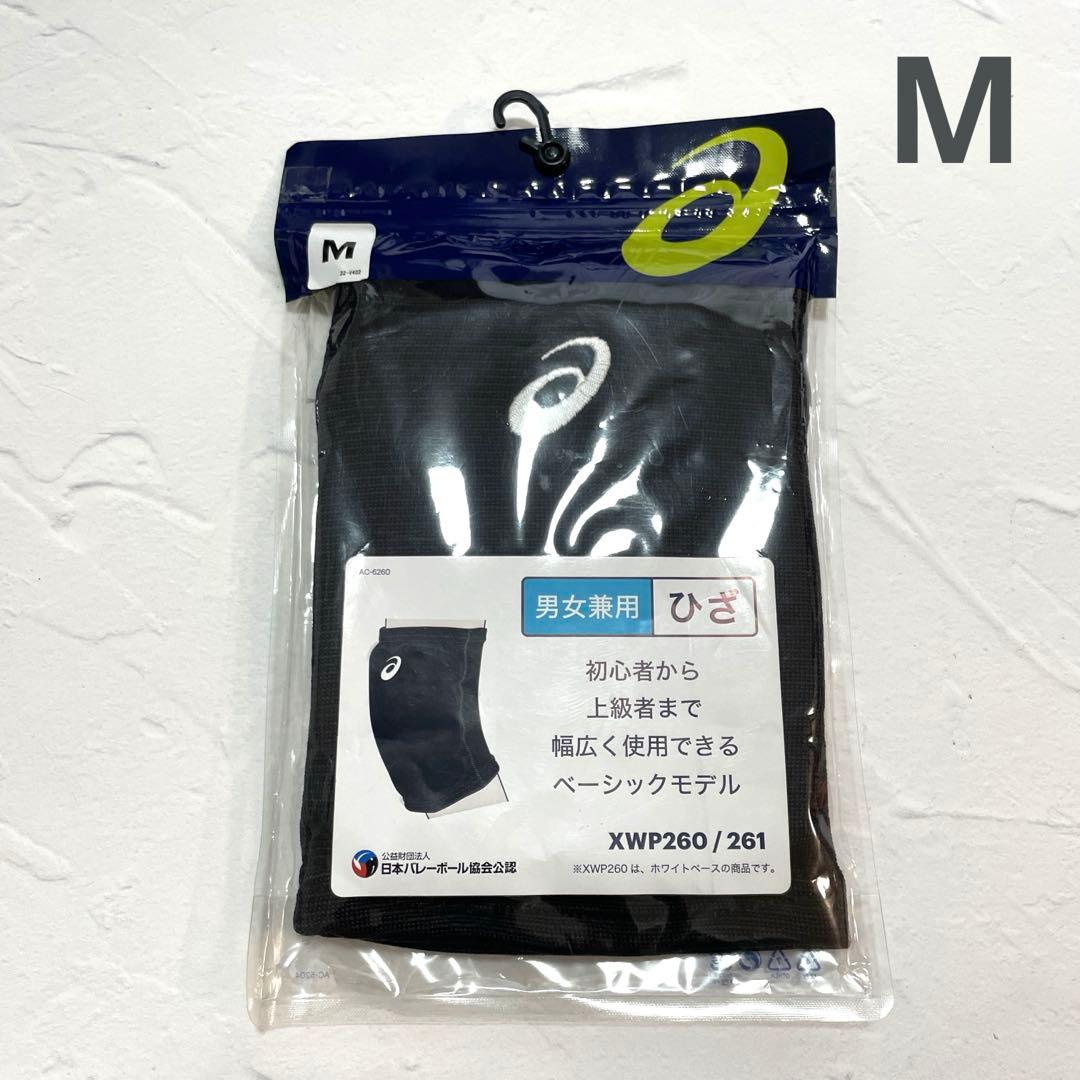 M
M
32-V402
AC-6260
男女兼用 ひざ
初心者から
上級者まで
幅広く使用できる
ベーシックモデル
XWP260 / 261
※XWP260 は、ホワイトベースの商品です。
公益財団法人
日本バレーボール協会公認
AC-5204